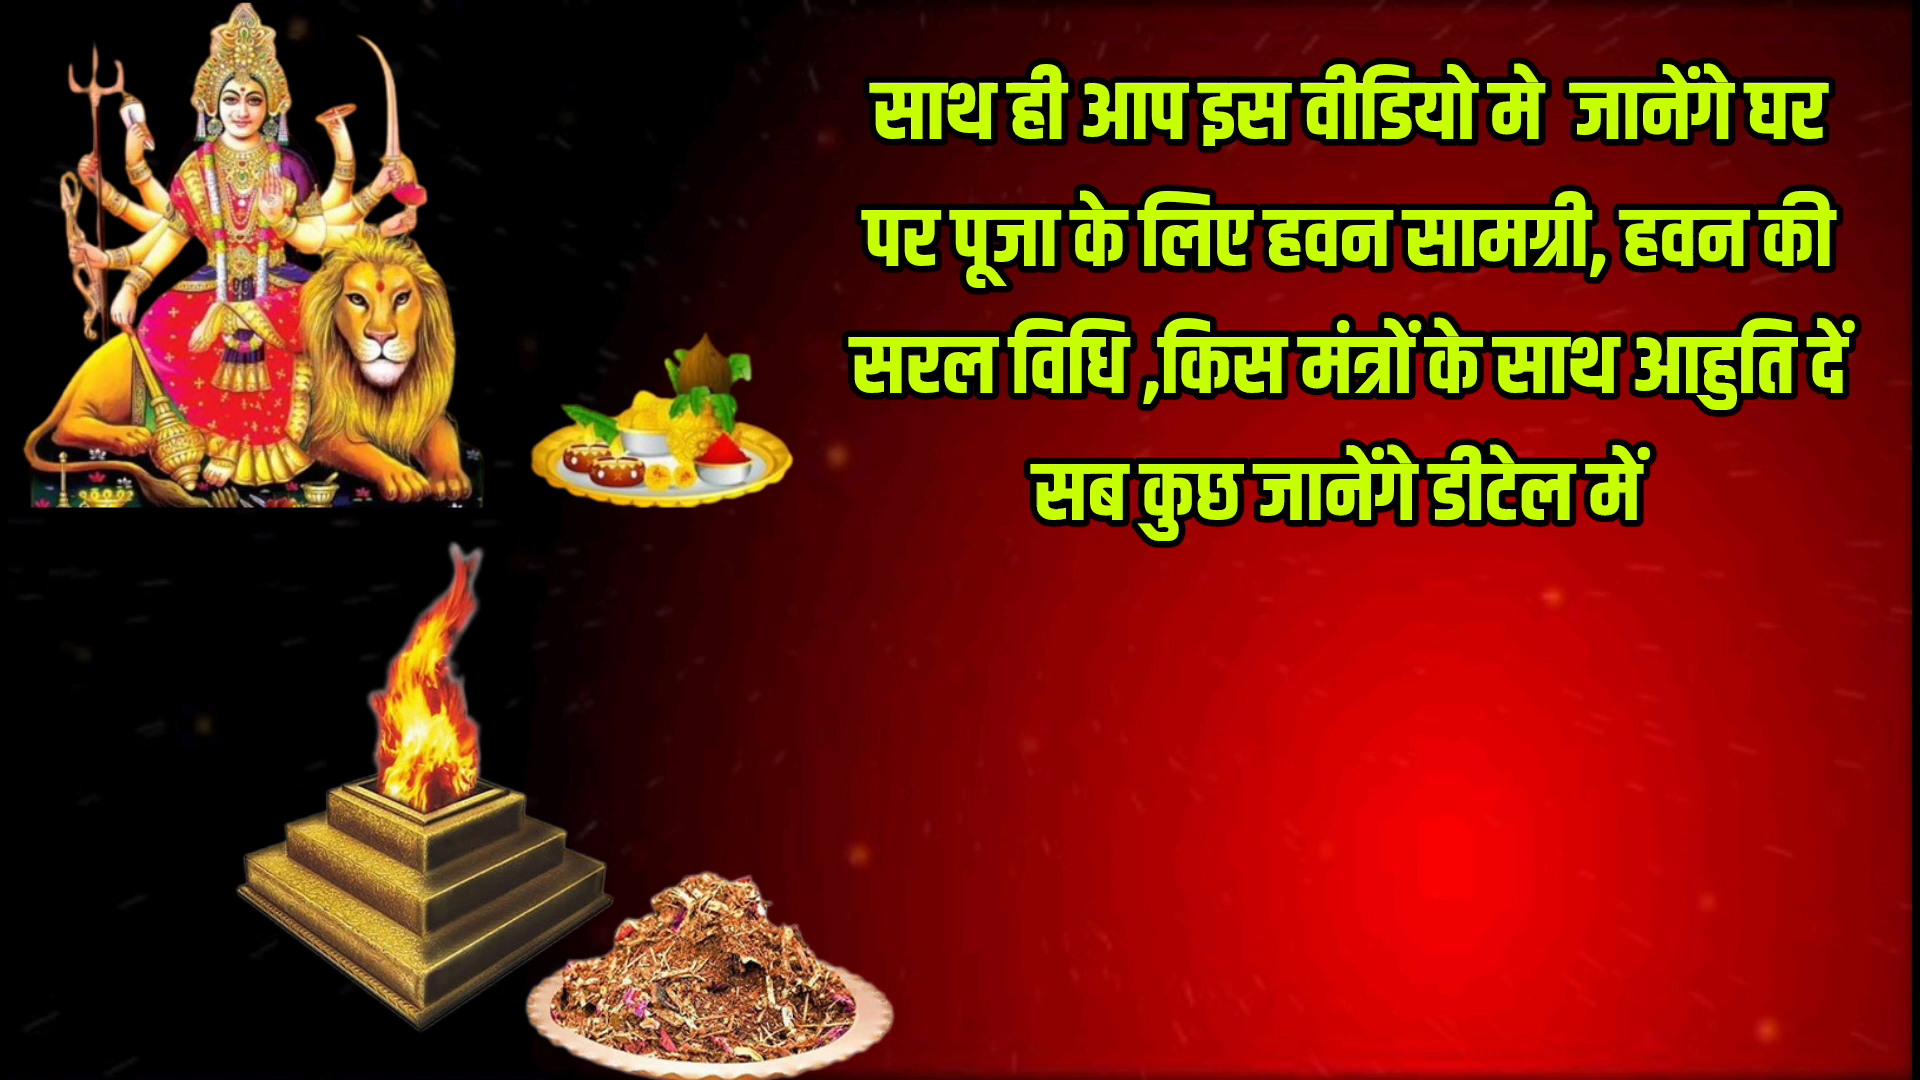 साथ ही आप इस वीडियो मे जानेंगे घर
पर पूजा के लिए हवन सामग्री, हवन की
सरल विधि ,किस मंत्रों के साथ आहुति दें
सब कुछ जानेंगे डीटेल में